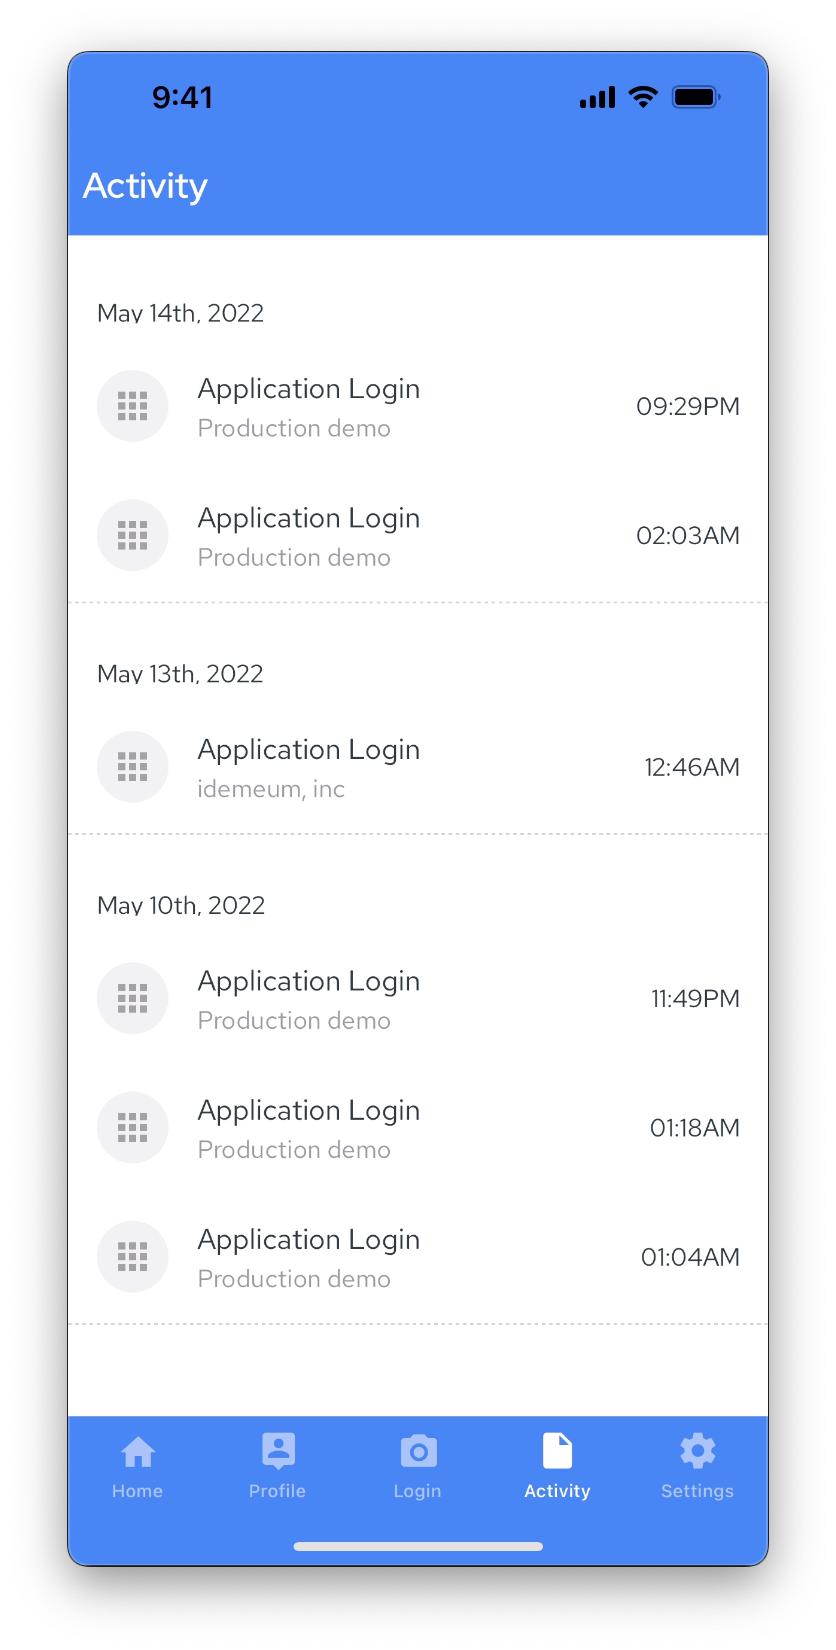 9:41
Activity
May 14th, 2022
Application Login
Production demo
09:29PM
Application Login
Production demo
02:03AM
May 13th, 2022
Application Login
idemeum, inc
12:46AM
May 10th, 2022
Application Login
Production demo
11:49PM
Application Login
Production demo
01:18AM
Application Login
Production demo
01:04AM
Home Profile Login Activity Settings